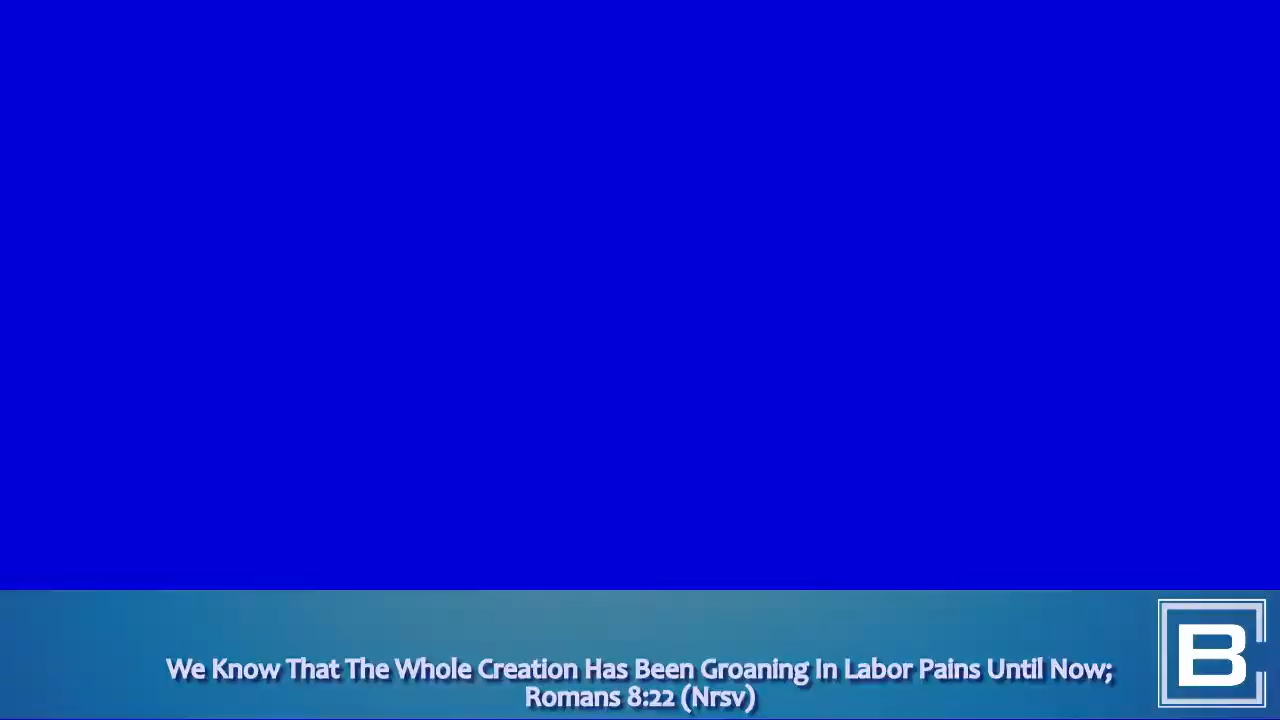 We Know That The Whole Creation Has Been Groaning In Labor Pains Until Now;
Romans 8:22 (Nrsv)
B